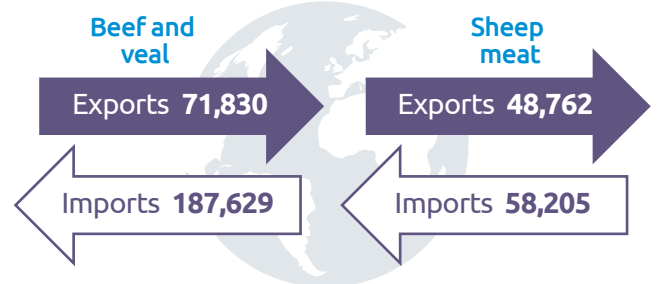 Beef and
veal
Exports 71,830
Imports 187,629
Sheep
meat
Exports 48,762
Imports 58,205